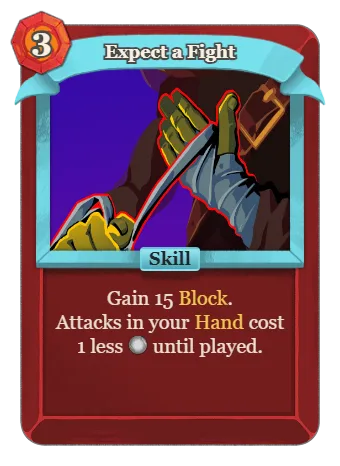 3
Expect a Fight
Skill
Gain 15 Block.
Attacks in your Hand cost
1 less until played.